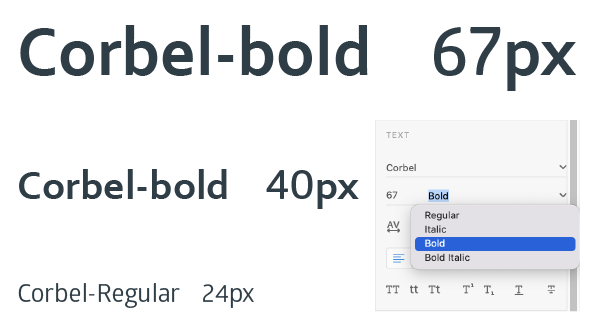 Corbel-bold 67px
TEXT
Corbel
Corbel-bold 40px
67 Bold
Regular
AV
Italic
Bold
Bold Italic
TT tt Tt T¹ T₁ T T
Corbel-Regular 24px